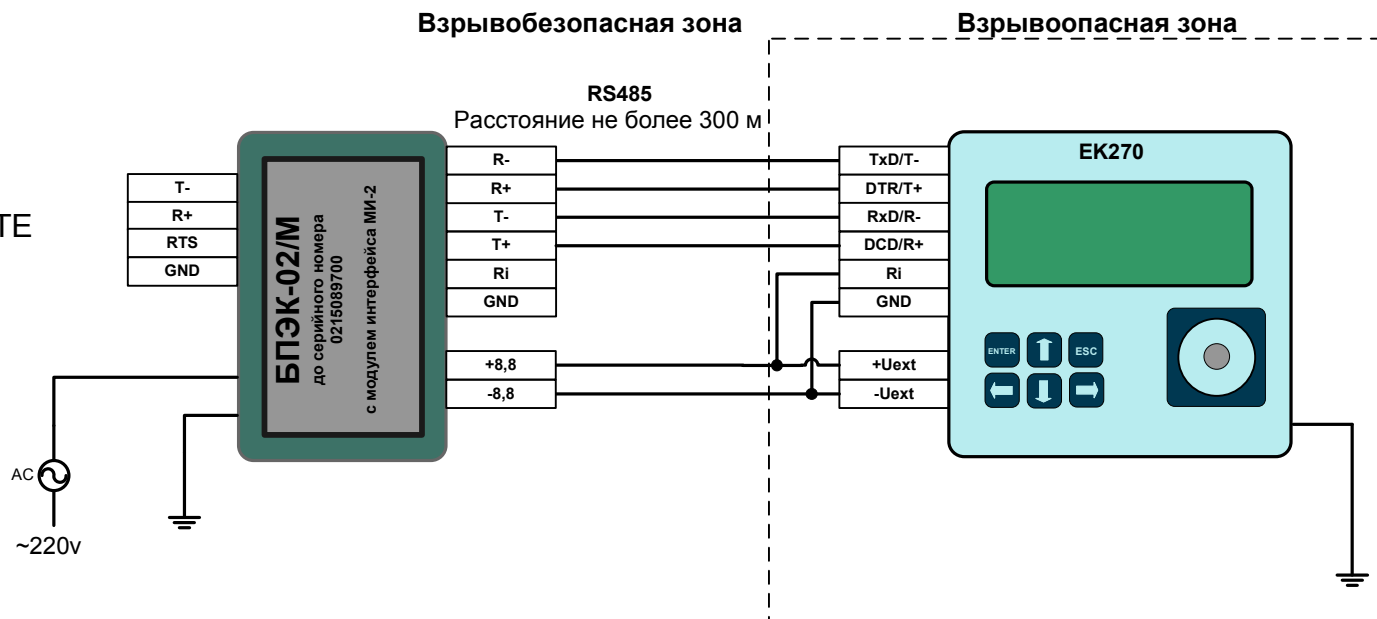 Взрывобезопасная зона
Взрывоопасная зона
RS485
Расстояние не более 300 м
TE
T-
R+
RTS
GND
БПЭК-02/М
до серийного номера
0215089700
с модулем интерфейса МИ-2
R-
R+
T-
T+
Ri
GND
+8,8
-8,8
TxD/T-
DTR/T+
RxD/R-
DCD/R+
Ri
GND
+Uext
-Uext
EK270
ENTER
ESC
AC
~220v